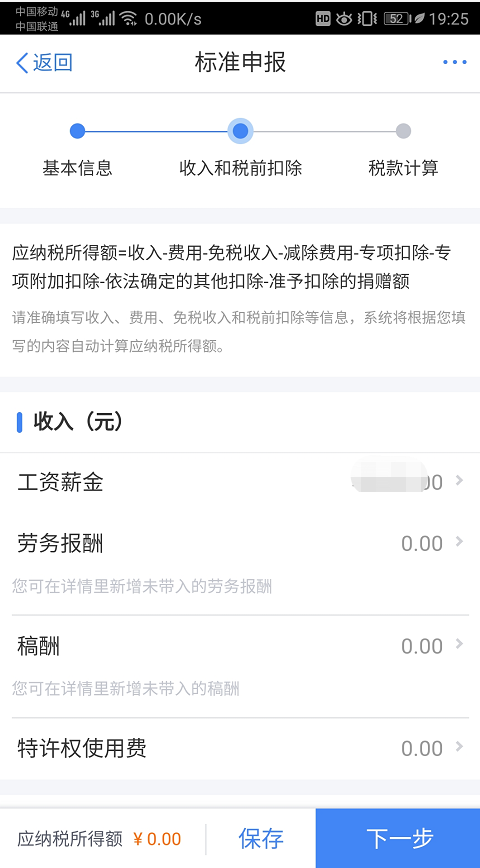 中国移动 4G 3G 0.00K/s HD 52 19:25
中国联通
返回 标准申报
基本信息 收入和税前扣除 税款计算
应纳税所得额=收入-费用-免税收入-减除费用-专项扣除-专
项附加扣除-依法确定的其他扣除-准予扣除的捐赠额
请准确填写收入、费用、免税收入和税前扣除等信息，系统将根据您填
写的内容自动计算应纳税所得额。
收入（元）
工资薪金
劳务报酬 0.00
您可在详情里新增未带入的劳务报酬
稿酬 0.00
您可在详情里新增未带入的稿酬
特许权使用费 0.00
应纳税所得额 ¥0.00 保存 下一步